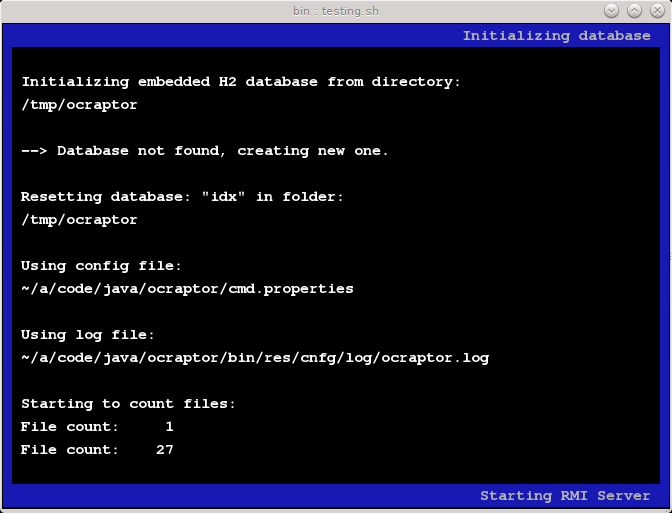 bin : testing.sh
Initializing database
Initializing embedded H2 database from directory:
/tmp/ocraptor
--> Database not found, creating new one.
Resetting database: "idx" in folder:
/tmp/ocraptor
Using config file:
~/a/code/java/ocraptor/cmd.properties
Using log file:
~/a/code/java/ocraptor/bin/res/cnfg/log/ocraptor.log
Starting to count files:
File count:     1
File count:    27
Starting RMI Server